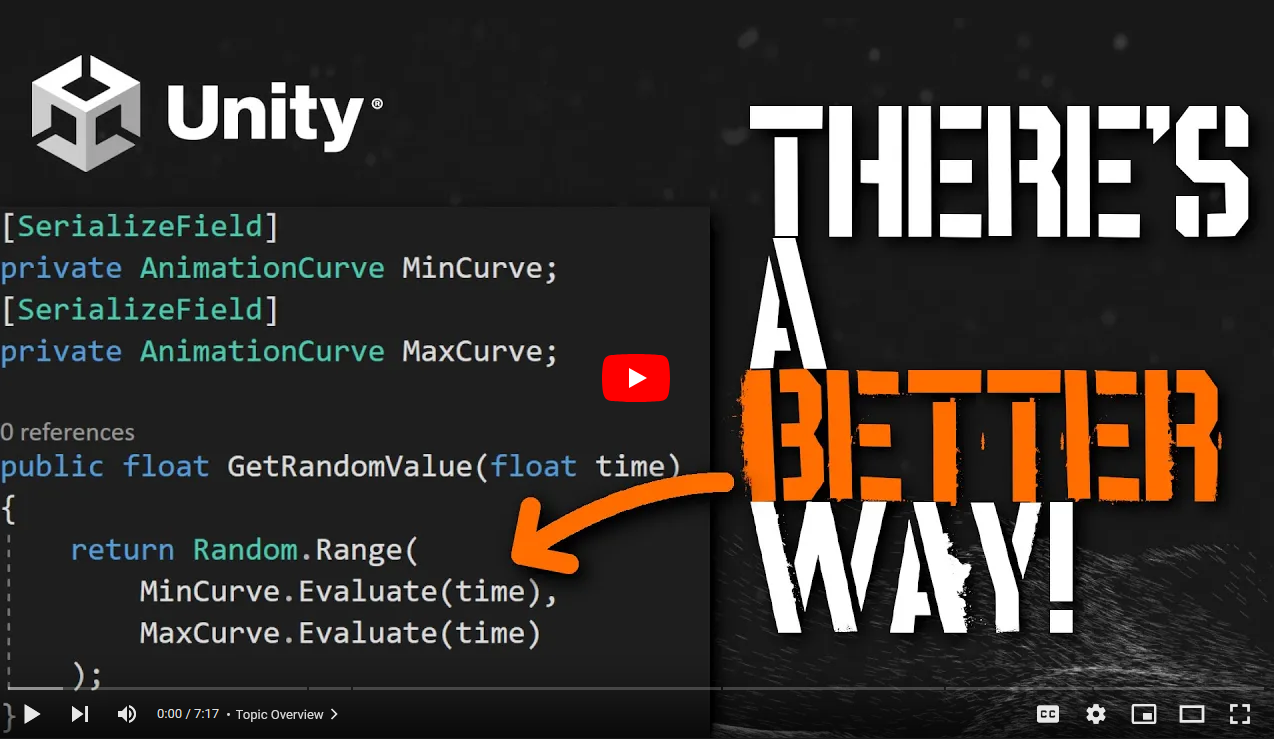 Unity®
THERE'S
A
BETTER
WAY!
[SerializeField]
private AnimationCurve MinCurve;
[SerializeField]
private AnimationCurve MaxCurve;
0 references
public float GetRandomValue(float time)
{
return Random.Range(
MinCurve.Evaluate(time),
MaxCurve.Evaluate(time)
);
}
0:00 / 7:17 • Topic Overview >
CC